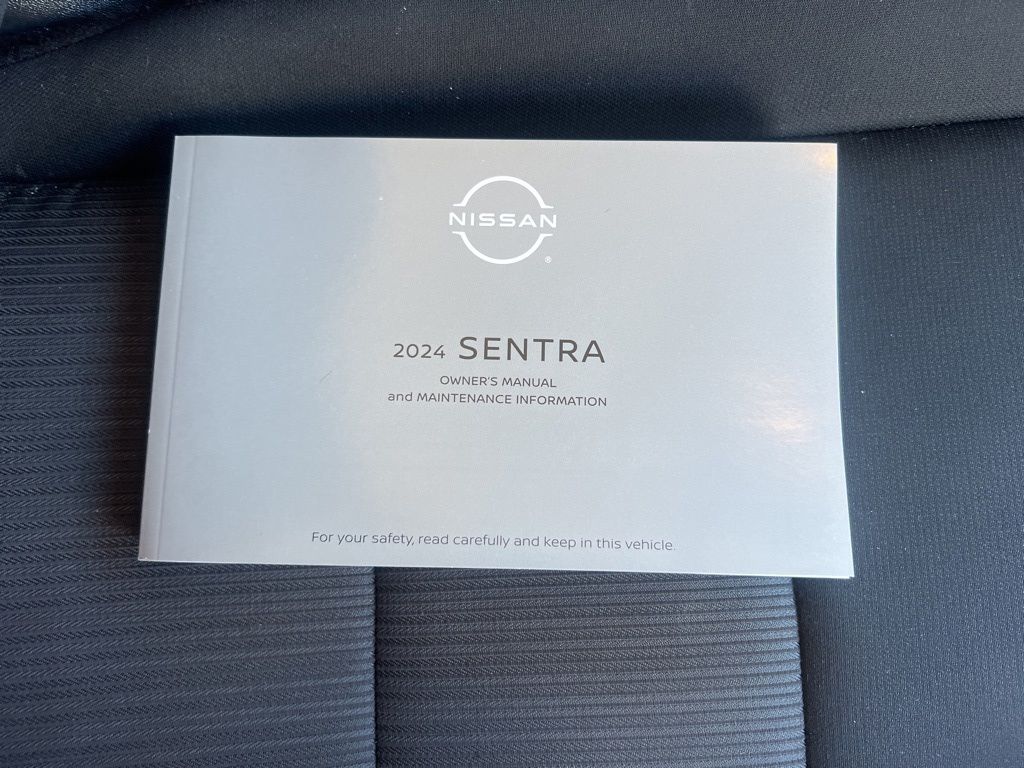 NISSAN
®
2024 SENTRA
OWNER'S MANUAL
and MAINTENANCE INFORMATION
For your safety, read carefully and keep in this vehicle.